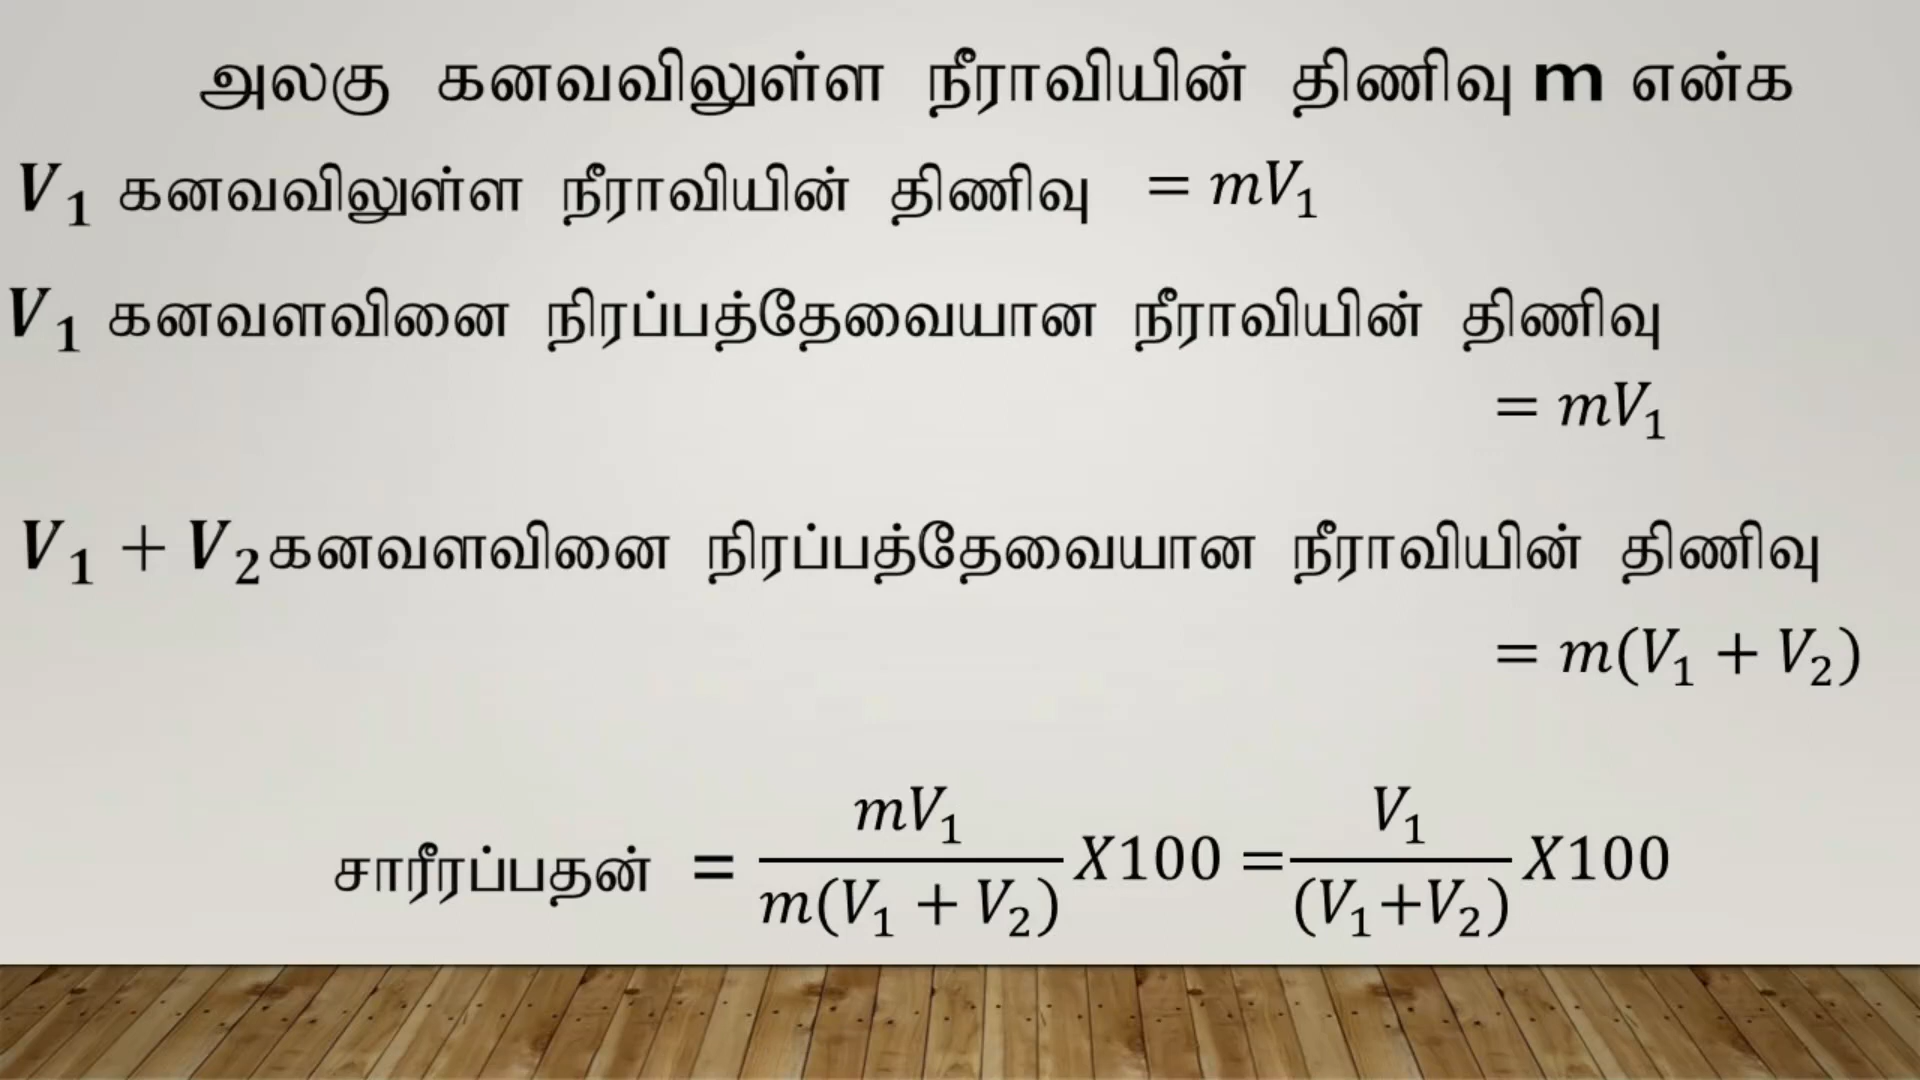 அலகு கனவவிலுள்ள நீராவியின் திணிவு m என்க
V₁ கனவவிலுள்ள நீராவியின் திணிவு = mV₁
V₁ கனவளவினை நிரப்பத்தேவையான நீராவியின் திணிவு
= mV₁
V₁ + V₂ கனவளவினை நிரப்பத்தேவையான நீராவியின் திணிவு
= m(V₁ + V₂)
சாரீரப்பதன் = mV₁/m(V₁ + V₂) X100 = V₁/(V₁+V₂) X100